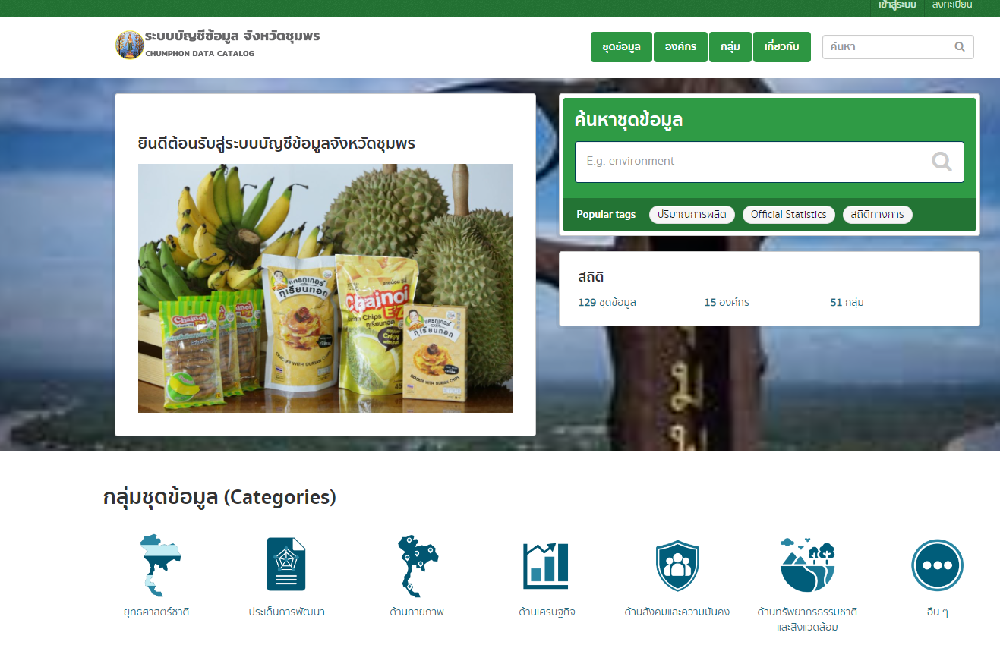 เข้าสู่ระบบ ลงทะเบียน
ระบบบัญชีข้อมูล จังหวัดชุมพร
CHUMPHON DATA CATALOG
ชุดข้อมูล องค์กร กลุ่ม เกี่ยวกับ ค้นหา
ยินดีต้อนรับสู่ระบบบัญชีข้อมูลจังหวัดชุมพร
แครกเกอร์
ทุเรียนทอด
CRACKER WITH DURIAN CHIPS
Chainoi
E'Z
Chips
ทุเรียนทอด
แครกเกอร์
ทุเรียนทอด
CRACKER WITH DURIAN CHIPS
Chainoi
ค้นหาชุดข้อมูล
E.g. environment
Popular tags ปริมาณการผลิต Official Statistics สถิติทางการ
สถิติ
129 ชุดข้อมูล 15 องค์กร 51 กลุ่ม
กลุ่มชุดข้อมูล (Categories)
ยุทธศาสตร์ชาติ ประเด็นการพัฒนา ด้านกายภาพ ด้านเศรษฐกิจ ด้านสังคมและความมั่นคง ด้านทรัพยากรธรรมชาติ อื่น ๆ
และสิ่งแวดล้อม